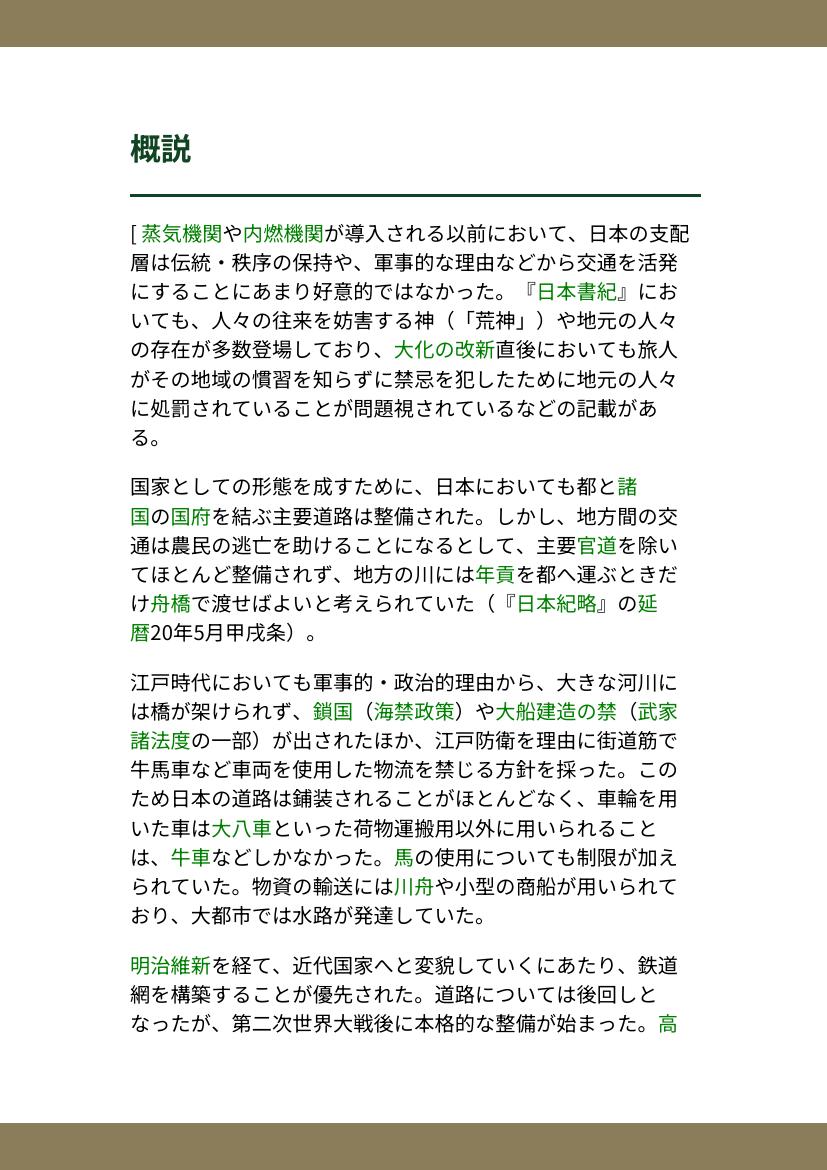 概説
[ 蒸気機関や内燃機関が導入される以前において、日本の支配
層は伝統・秩序の保持や、軍事的な理由などから交通を活発
にすることにあまり好意的ではなかった。『日本書紀』にお
いても、人々の往来を妨害する神（「荒神」）や地元の人々
の存在が多数登場しており、大化の改新直後においても旅人
がその地域の慣習を知らずに禁忌を犯したために地元の人々
に処罰されていることが問題視されているなどの記載があ
る。
国家としての形態を成すために、日本においても都と諸
国の国府を結ぶ主要道路は整備された。しかし、地方間の交
通は農民の逃亡を助けることになるとして、主要官道を除い
てほとんど整備されず、地方の川には年貢を都へ運ぶときだ
け舟橋で渡せばよいと考えられていた（『日本紀略』の延
暦20年5月甲戌条）。
江戸時代においても軍事的・政治的理由から、大きな河川に
は橋が架けられず、鎖国（海禁政策）や大船建造の禁（武家
諸法度の一部）が出されたほか、江戸防衛を理由に街道筋で
牛馬車など車両を使用した物流を禁じる方針を採った。この
ため日本の道路は鋪装されることがほとんどなく、車輪を用
いた車は大八車といった荷物運搬用以外に用いられること
は、牛車などしかなかった。馬の使用についても制限が加え
られていた。物資の輸送には川舟や小型の商船が用いられて
おり、大都市では水路が発達していた。
明治維新を経て、近代国家へと変貌していくにあたり、鉄道
網を構築することが優先された。道路については後回しと
なったが、第二次世界大戦後に本格的な整備が始まった。高